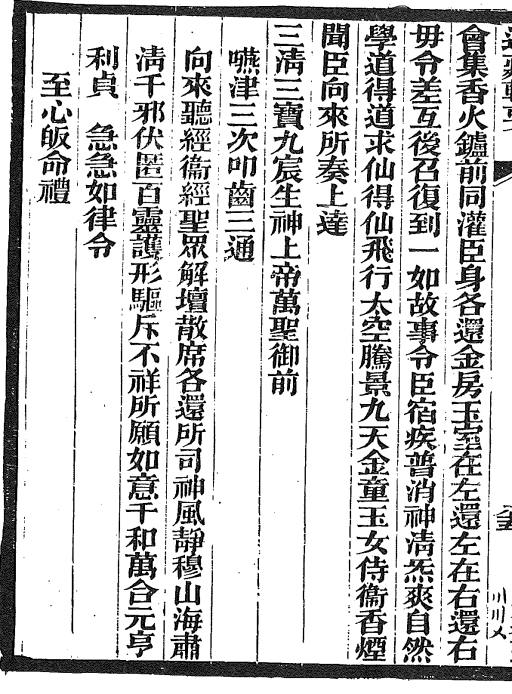 會集香火鑪前同灌臣身各還金房玉室在左還左在右還右
毋令差互後召復到一如故事令臣宿疾普消神清炁爽自然
學道得道求仙得仙飛行太空騰景九天金童玉女侍衞香煙
聞臣向來所奏上達
三淸三寶九宸生神上帝萬聖御前
嚥津三次叩齒三通
向來聽經衞經聖眾解壇散席各還所司神風靜穆山海肅
淸千邪伏匿百靈護形驅斥不祥所願如意千和萬合元亨
利貞 急急如律令
至心皈命禮